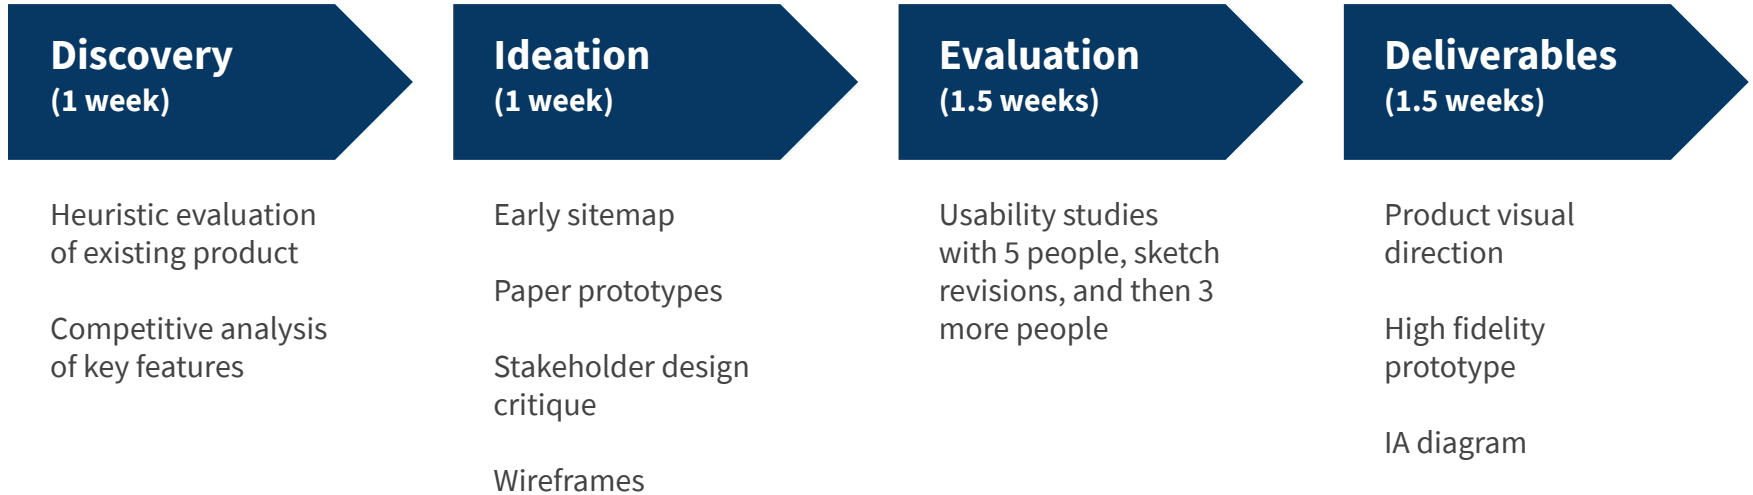 Discovery
(1 week)
Heuristic evaluation
of existing product
Competitive analysis
of key features
Ideation
(1 week)
Early sitemap
Paper prototypes
Stakeholder design
critique
Wireframes
Evaluation
(1.5 weeks)
Usability studies
with 5 people, sketch
revisions, and then 3
more people
Deliverables
(1.5 weeks)
Product visual
direction
High fidelity
prototype
IA diagram